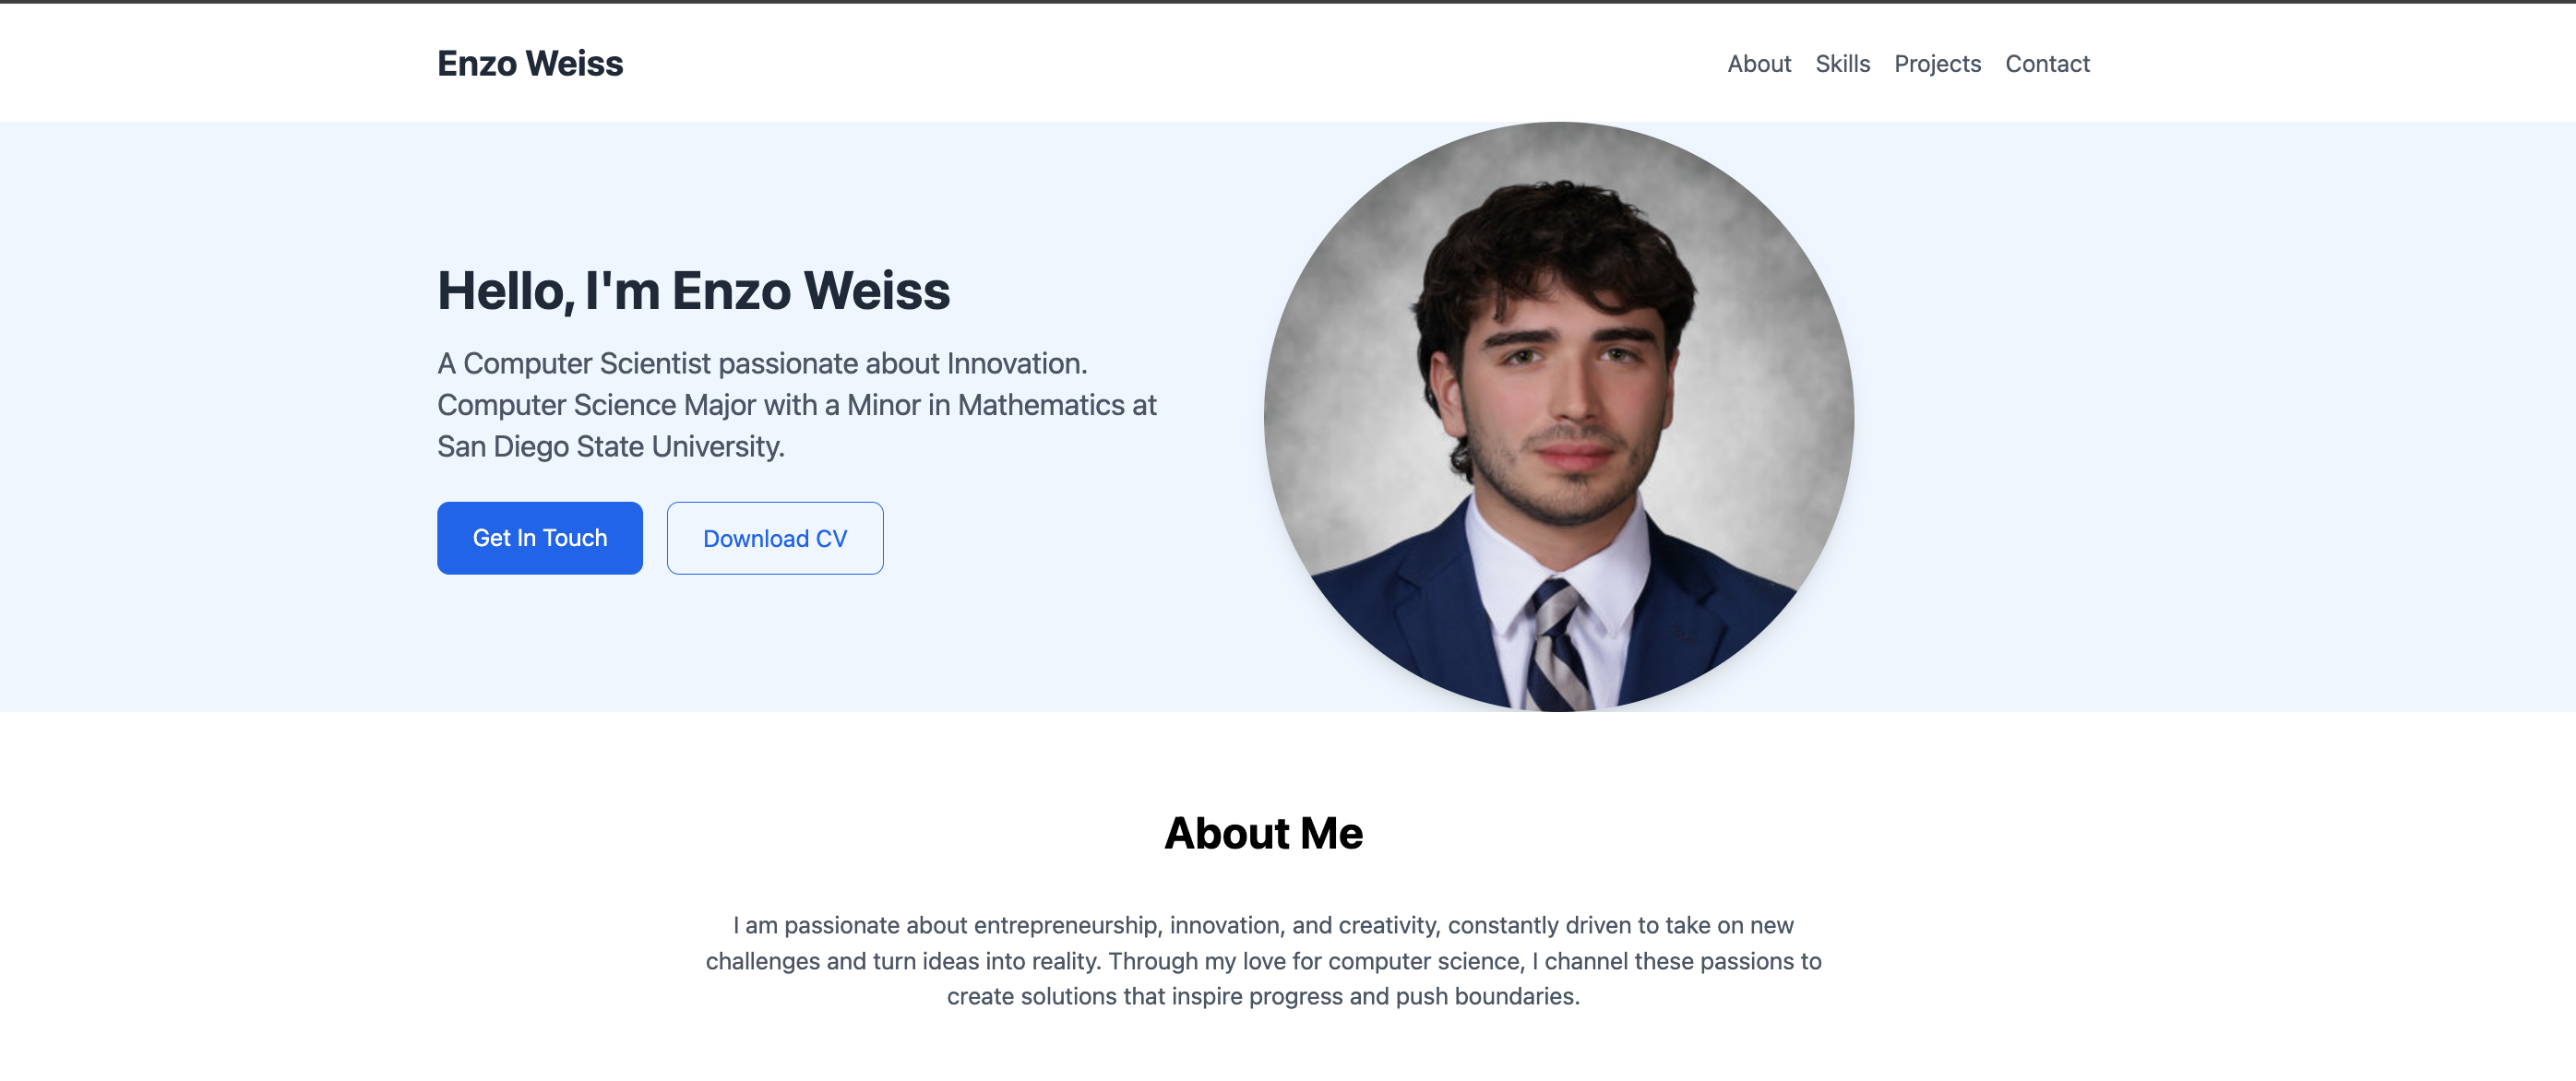 Enzo Weiss
About Skills Projects Contact
Hello, I'm Enzo Weiss
A Computer Scientist passionate about Innovation.
Computer Science Major with a Minor in Mathematics at
San Diego State University.
Get In Touch
Download CV
About Me
I am passionate about entrepreneurship, innovation, and creativity, constantly driven to take on new
challenges and turn ideas into reality. Through my love for computer science, I channel these passions to
create solutions that inspire progress and push boundaries.